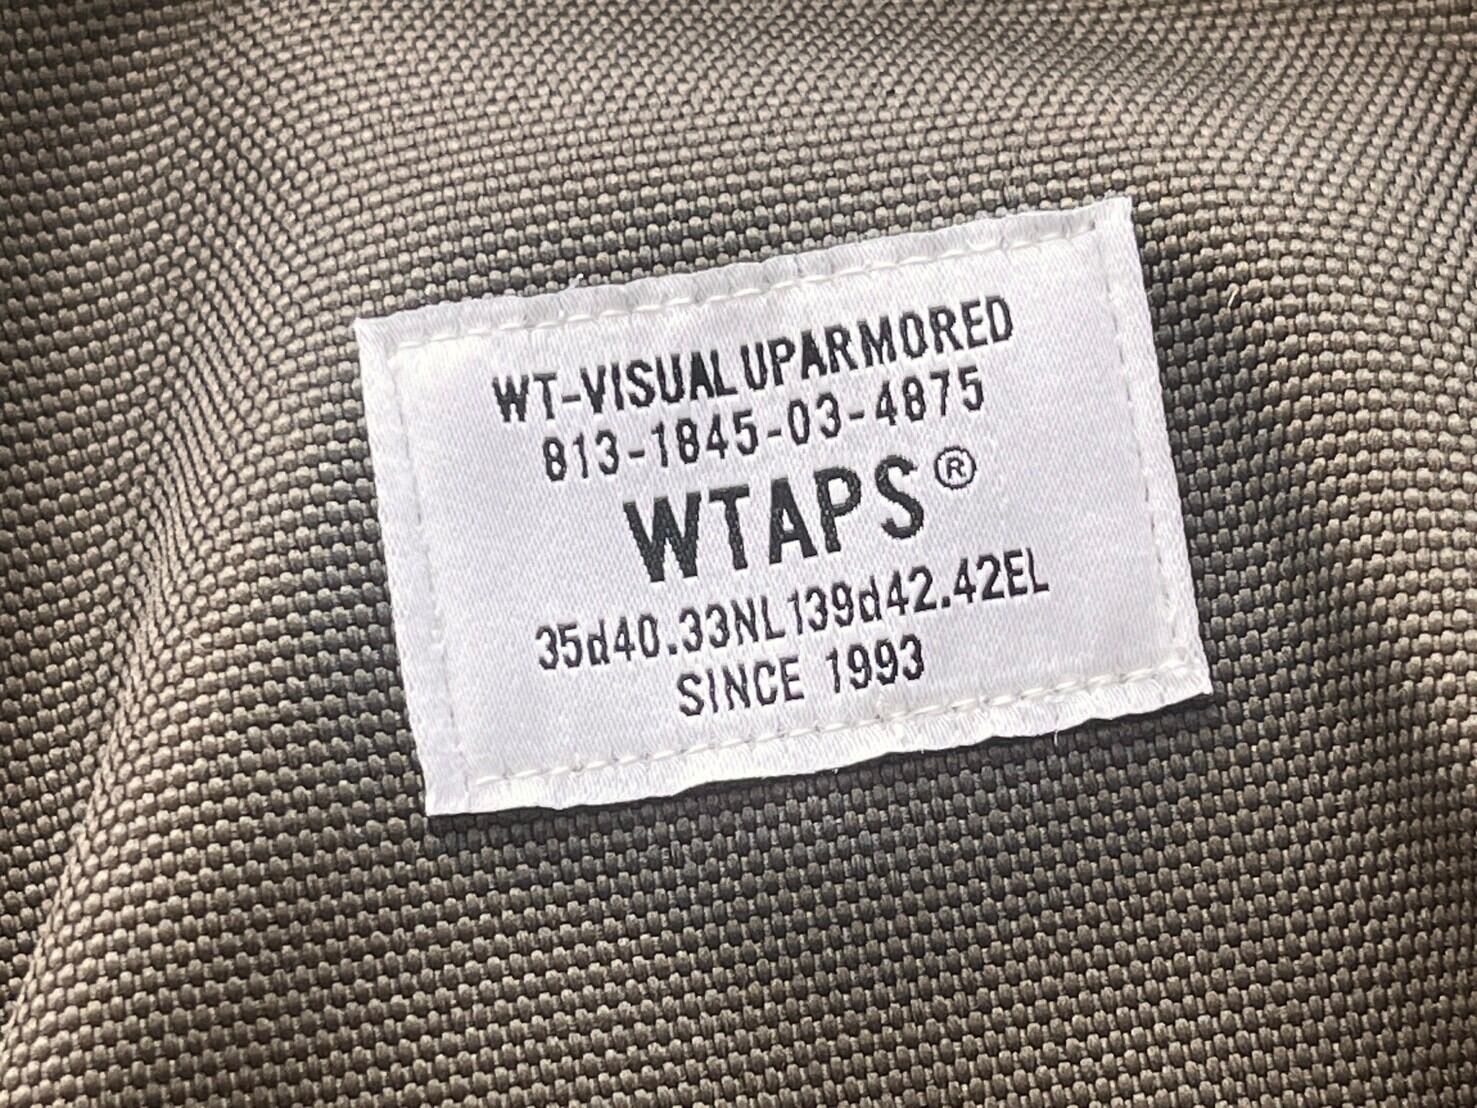 WT-VISUAL UPARMORED
813-1845-03-4875
WTAPS®
35d40.33NL139d42.42EL
SINCE 1993